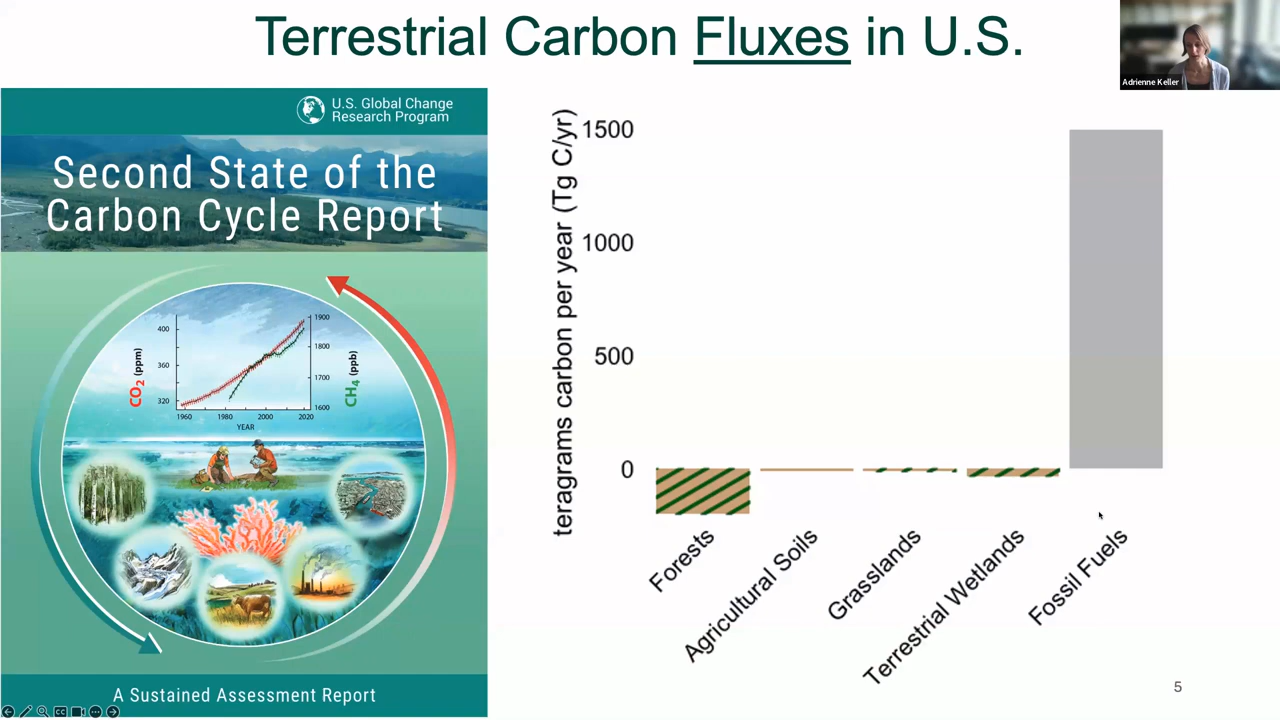 Terrestrial Carbon Fluxes in U.S.
Adrienne Keller
U.S. Global Change
Research Program
Second State of the
Carbon Cycle Report
400
360
320
CO2 (ppm)
1900
1800
1700
1600
CH4 (ppb)
1960
1980
2000
2020
YEAR
A Sustained Assessment Report
CC
teragrams carbon per year (Tg C/yr)
1500
1000
500
0
Forests
Agricultural Soils
Grasslands
Terrestrial Wetlands
Fossil Fuels
5